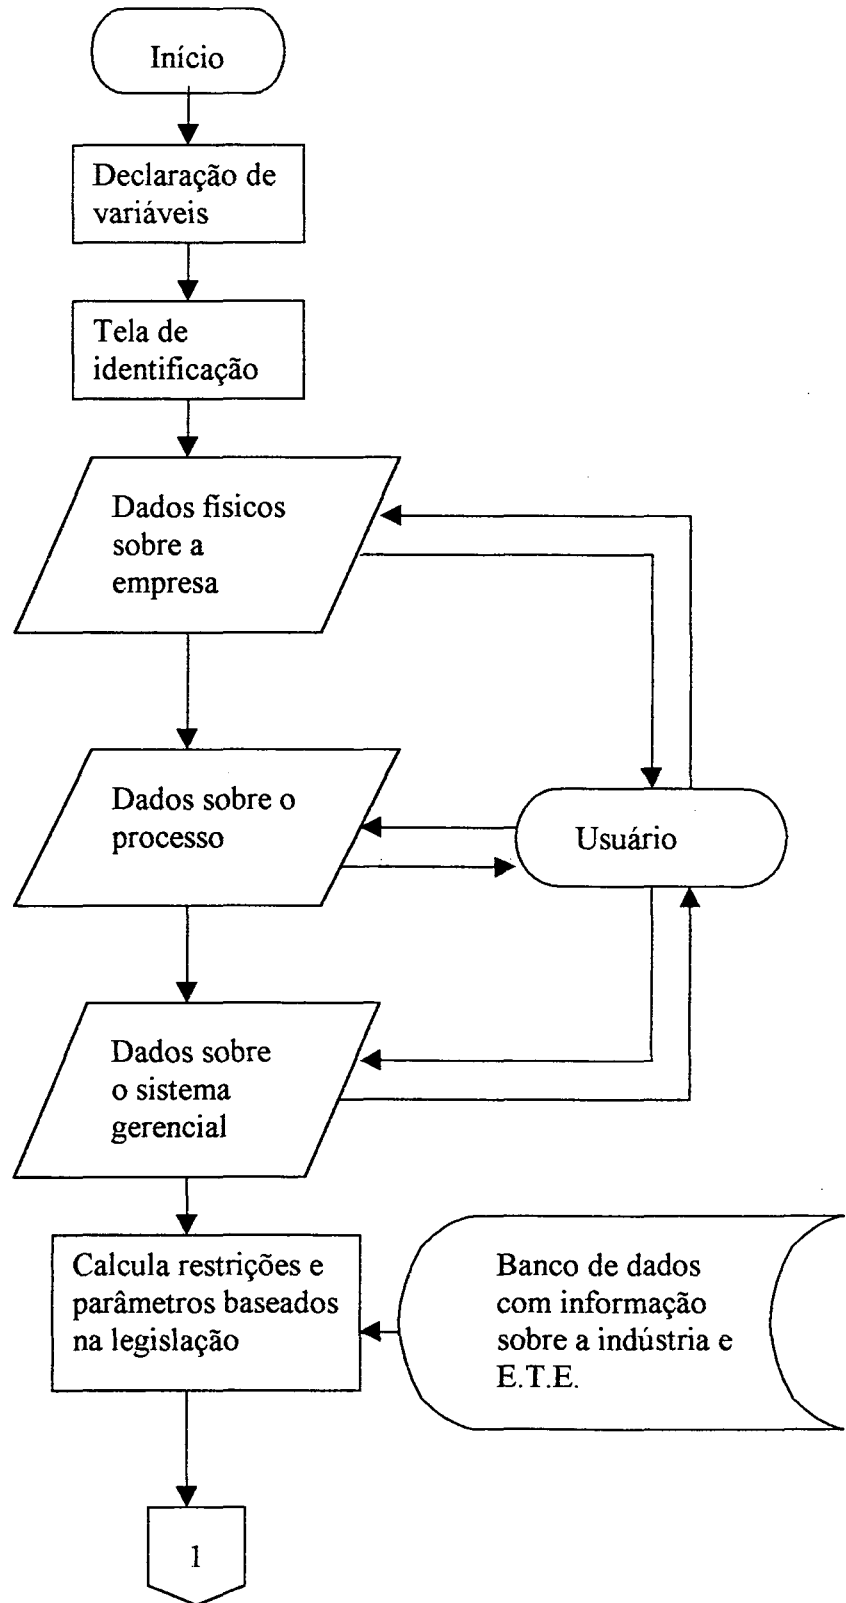 Início
Declaração de
variáveis
Tela de
identificação
Dados físicos
sobre a
empresa
Dados sobre o
processo
Usuário
Dados sobre
o sistema
gerencial
Calcula restrições e
parâmetros baseados
na legislação
Banco de dados
com informação
sobre a indústria e
E.T.E.
1